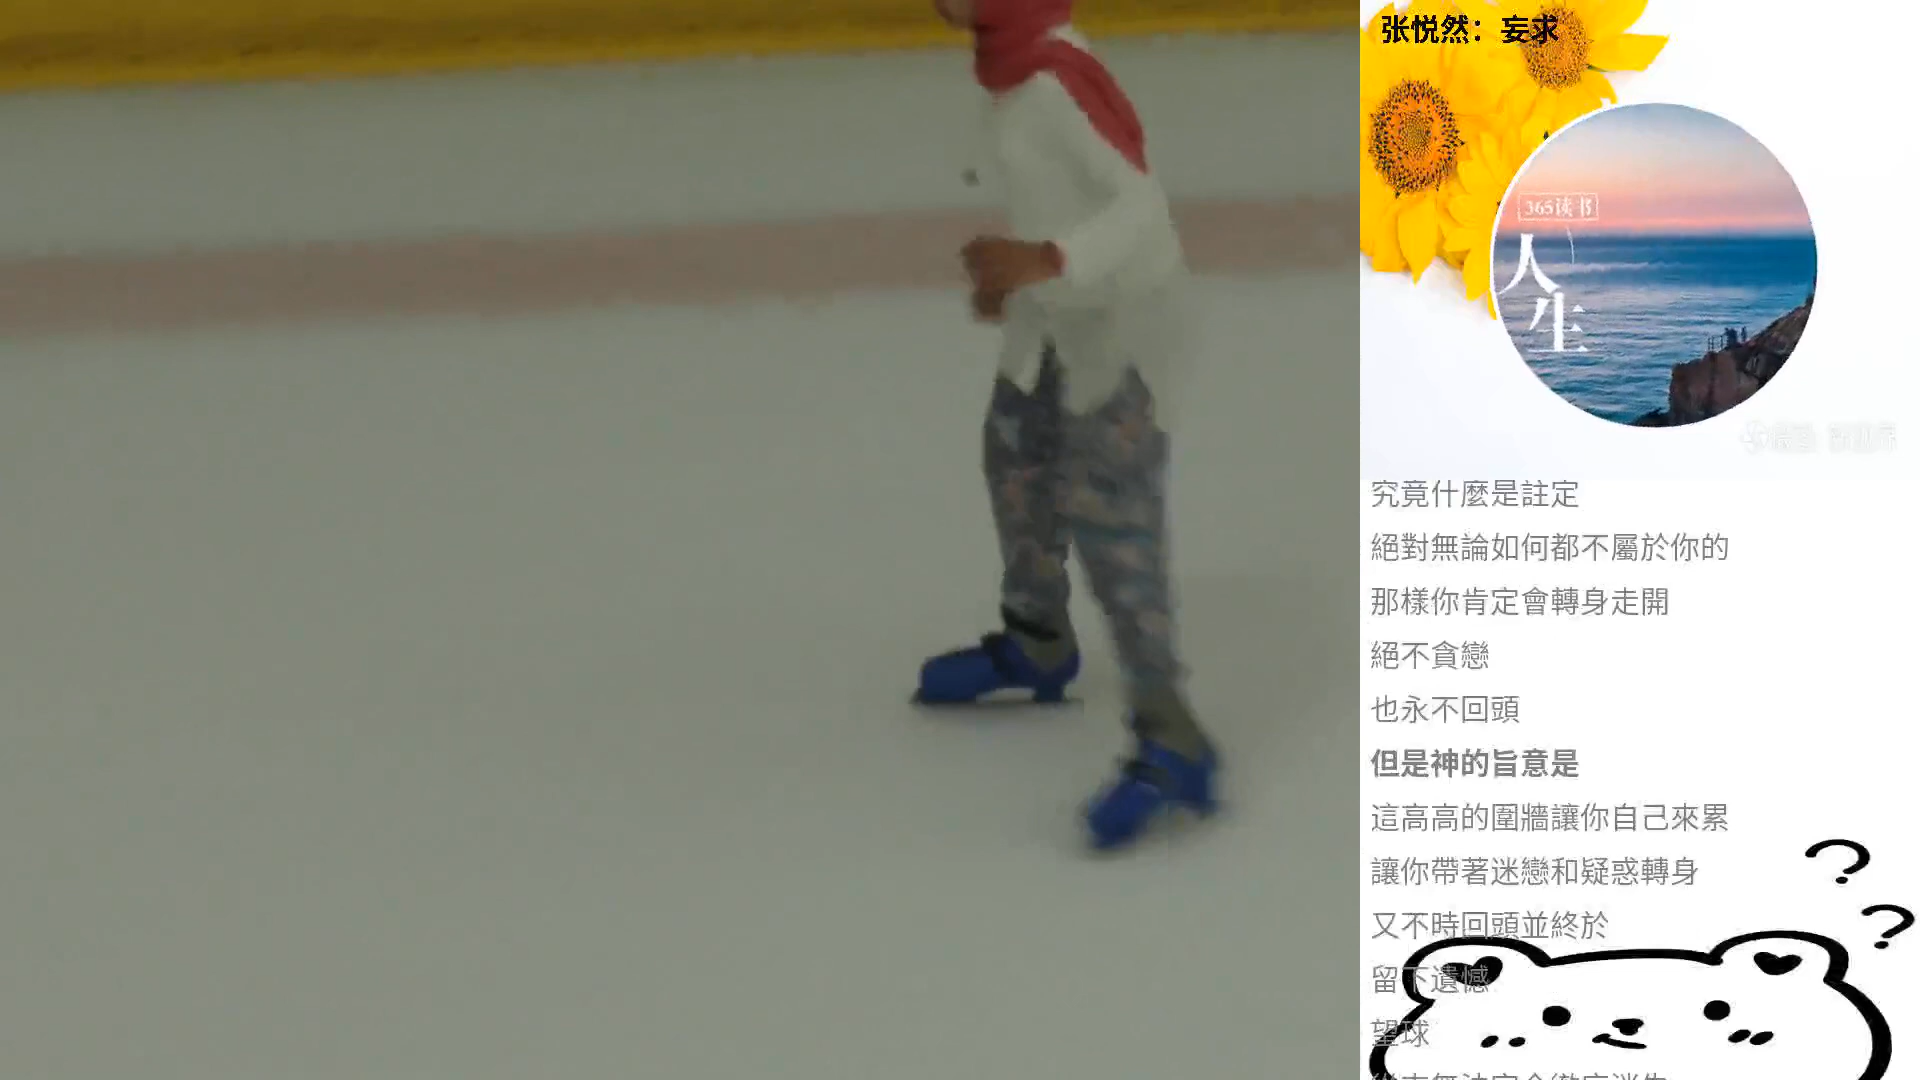 张悦然：妄求
365读书
人生
究竟什麼是註定
絕對無論如何都不屬於你的
那樣你肯定會轉身走開
絕不貪戀
也永不回頭
但是神的旨意是
這高高的圍牆讓你自己來累
讓你帶著迷戀和疑惑轉身
又不時回頭並終於
留下遺憾
望球